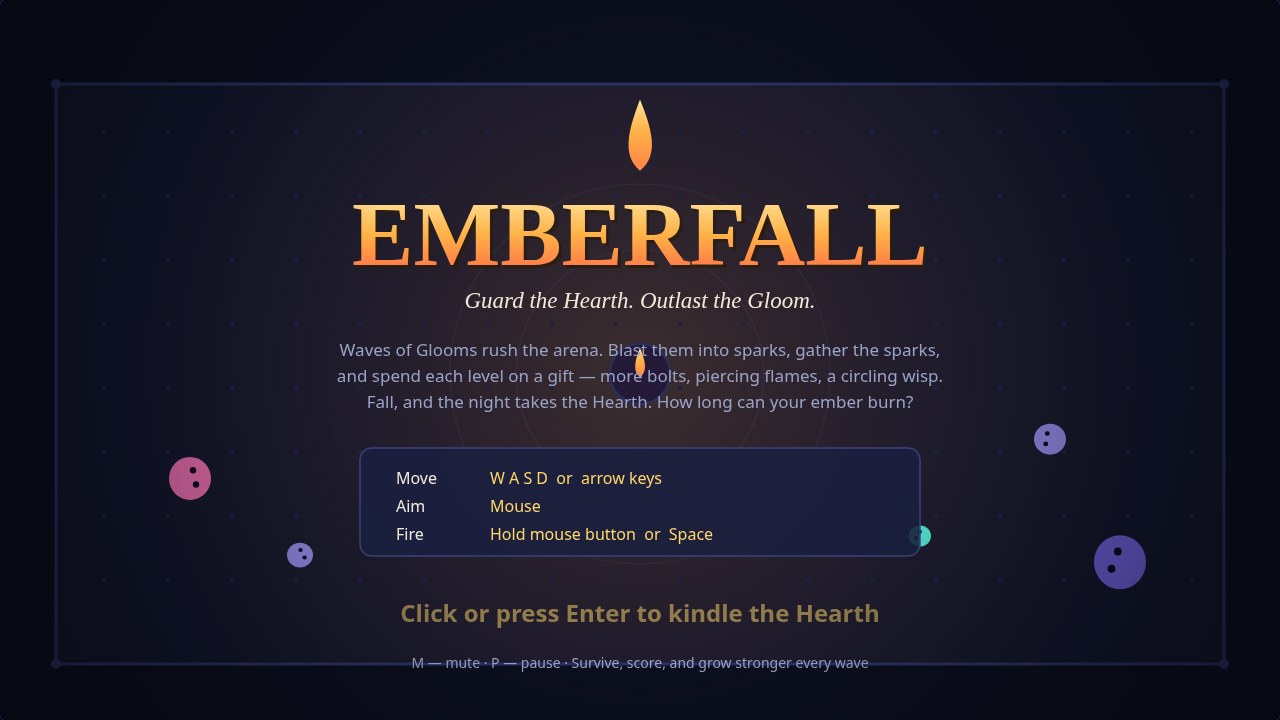 EMBERFALL
Guard the Hearth. Outlast the Gloom.
Waves of Glooms rush the arena. Blast them into sparks, gather the sparks,
and spend each level on a gift — more bolts, piercing flames, a circling wisp.
Fall, and the night takes the Hearth. How long can your ember burn?
Move W A S D or arrow keys
Aim Mouse
Fire Hold mouse button or Space
Click or press Enter to kindle the Hearth
M — mute · P — pause · Survive, score, and grow stronger every wave